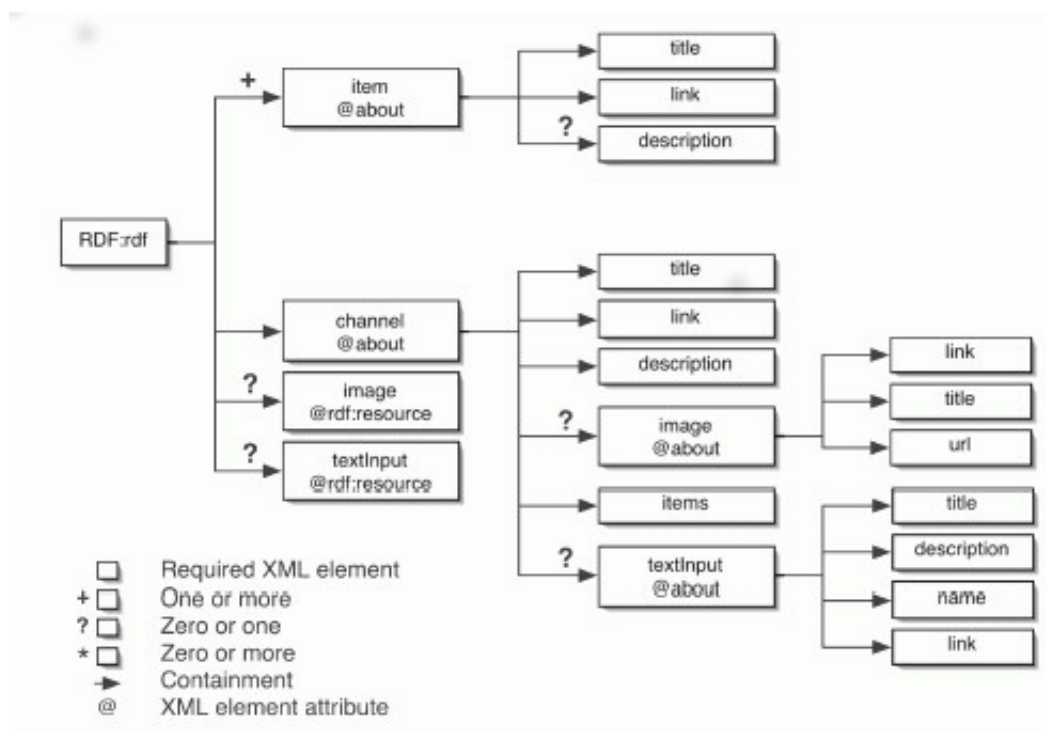 title
+
item
@about
link
?
description
RDF:rdf
title
channel
@about
link
description
link
?
image
@rdf:resource
?
image
@about
title
url
?
textInput
@rdf:resource
items
title
?
textInput
@about
description
name
link
Required XML element
+ One or more
? Zero or one
* Zero or more
Containment
@ XML element attribute